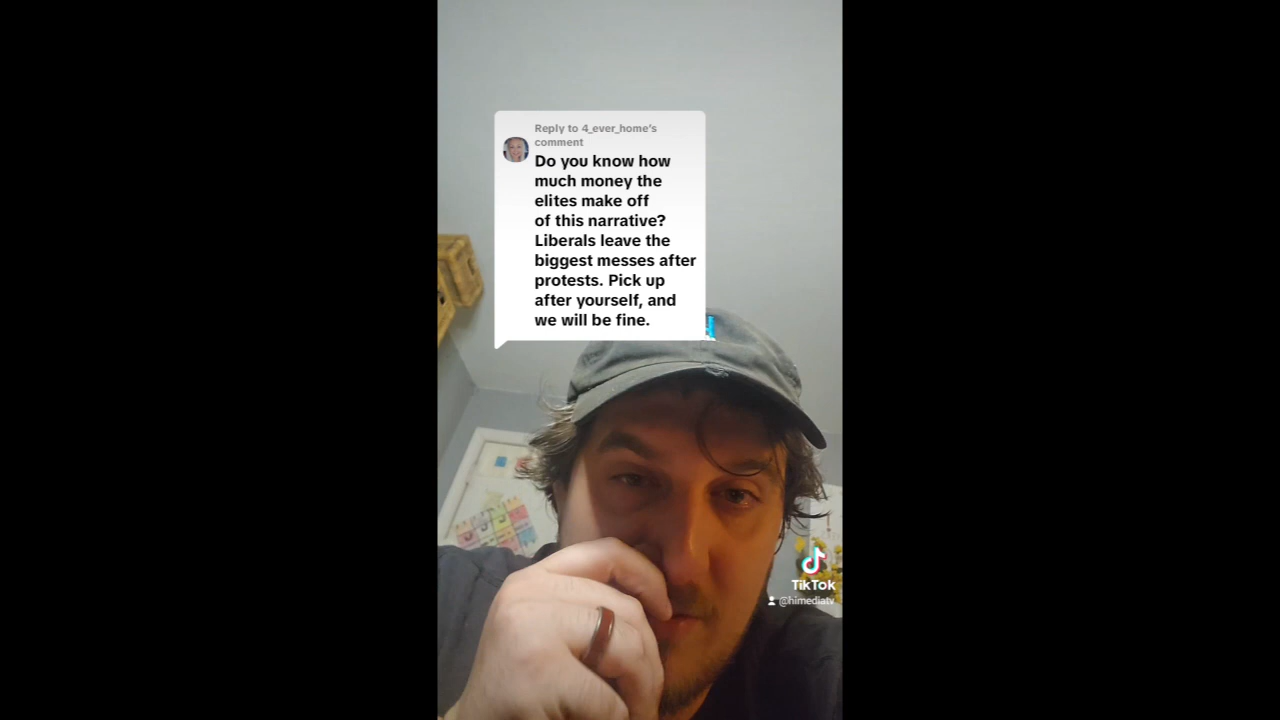 Reply to 4_ever_home's
comment
Do you know how
much money the
elites make off
of this narrative?
Liberals leave the
biggest messes after
protests. Pick up
after yourself, and
we will be fine.
TikTok
@himediatv